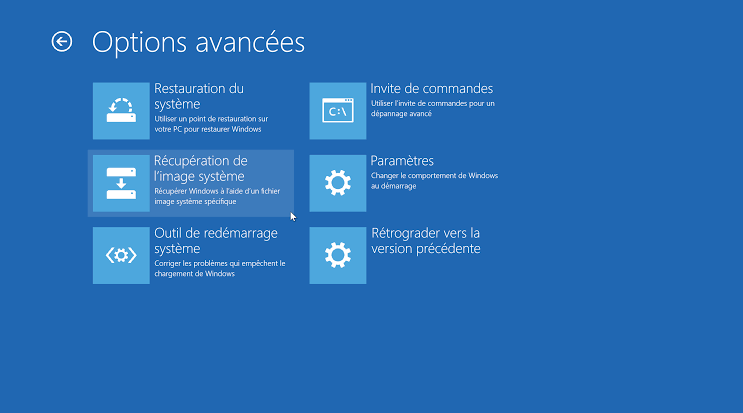 Options avancées
Restauration du
système
Utiliser un point de restauration sur
votre PC pour restaurer Windows
Récupération de
l'image système
Récupérer Windows à l'aide d'un fichier
image système spécifique
Outil de redémarrage
système
Corriger les problèmes qui empêchent le
chargement de Windows
C:\
Invite de commandes
Utiliser l'invite de commandes pour un
dépannage avancé
Paramètres
Changer le comportement de Windows
au démarrage
Rétrograder vers la
version précédente